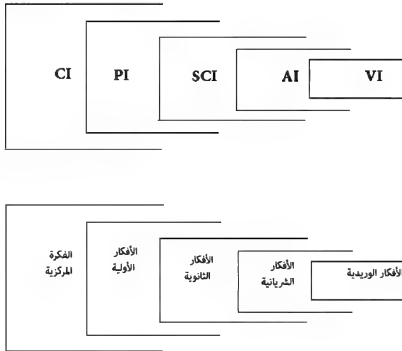 CI PI SCI AI VI
الفكرة
المركزية
الأفكار
الأولية
الأفكار
الثانوية
الأفكار
الشريانية
الأفكار الوريدية